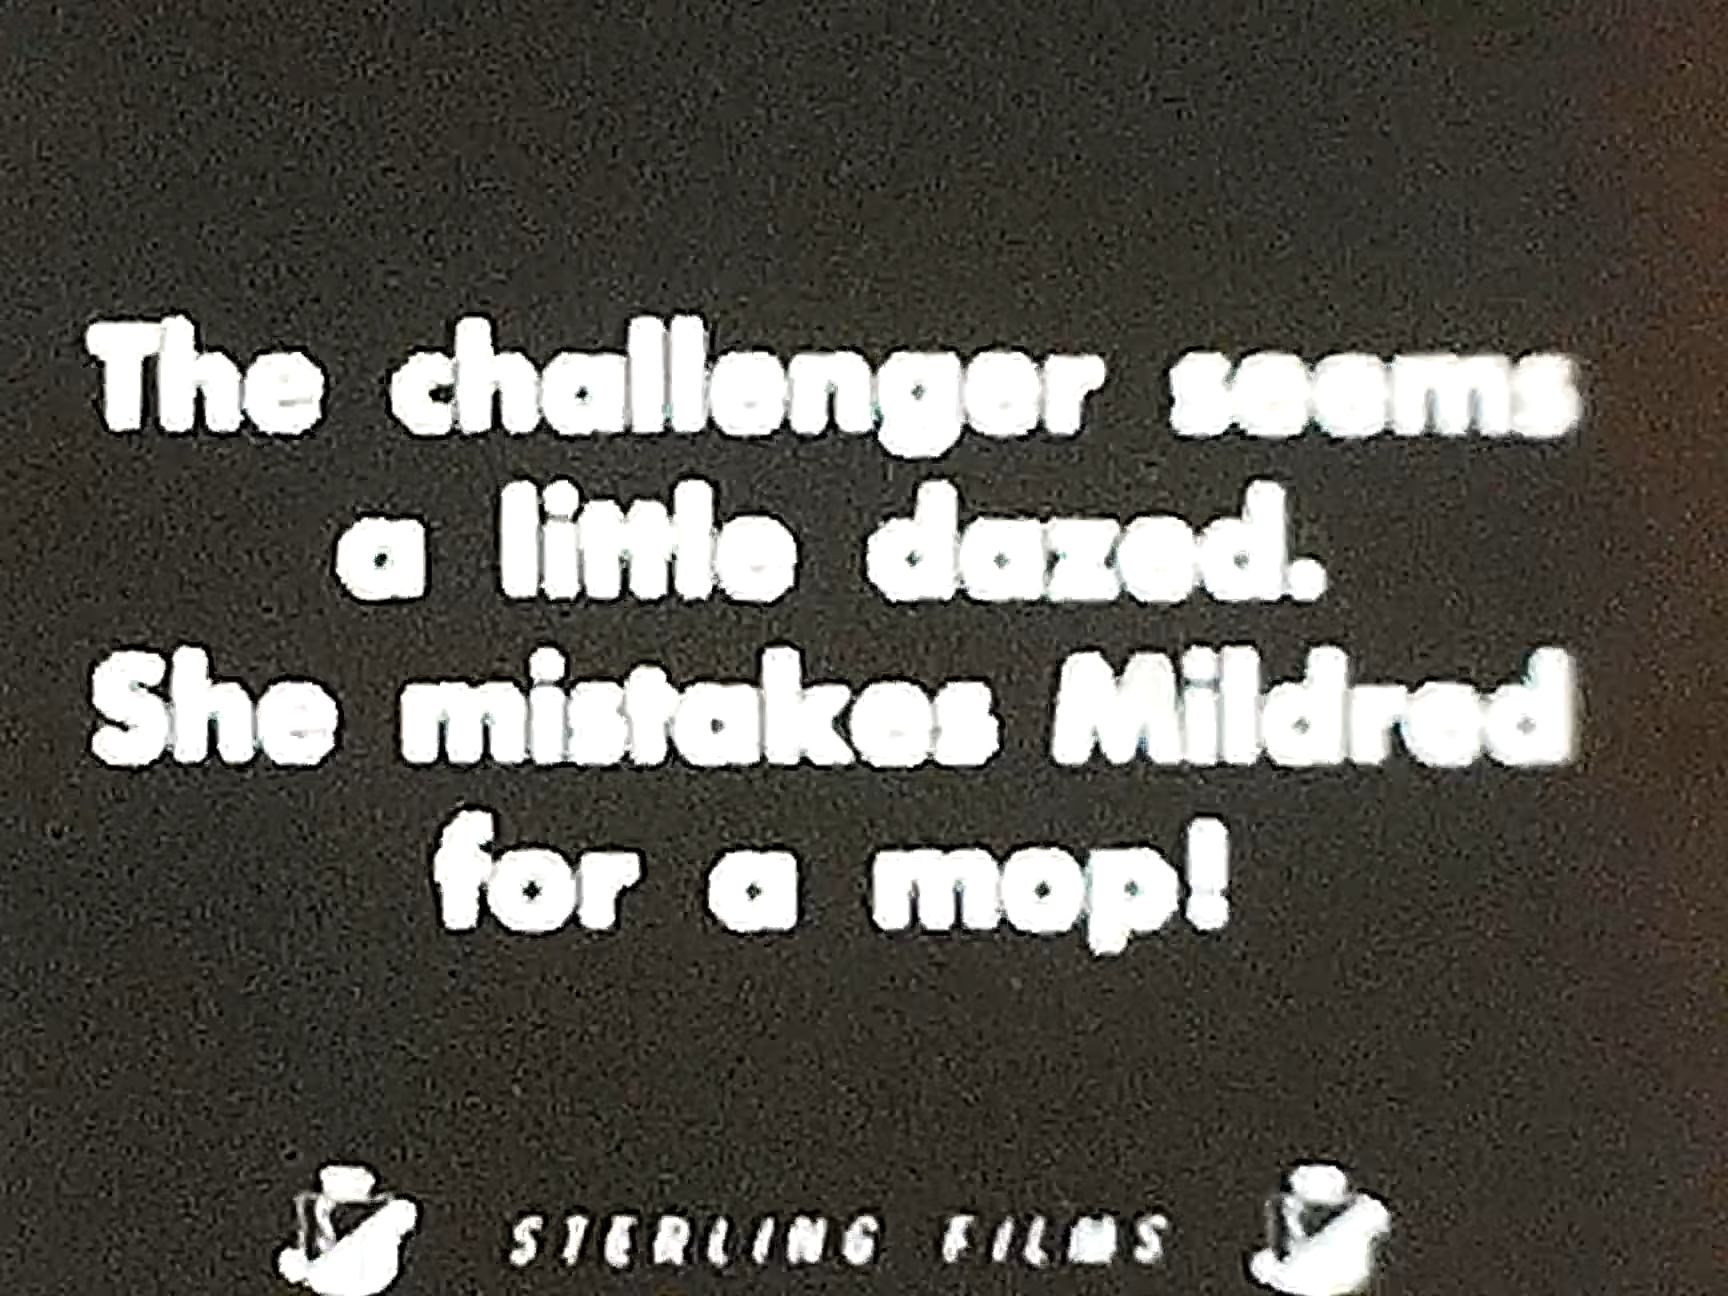 The challenger seems
a little dazed.
She mistakes Mildred
for a mop!
STERLING FILMS